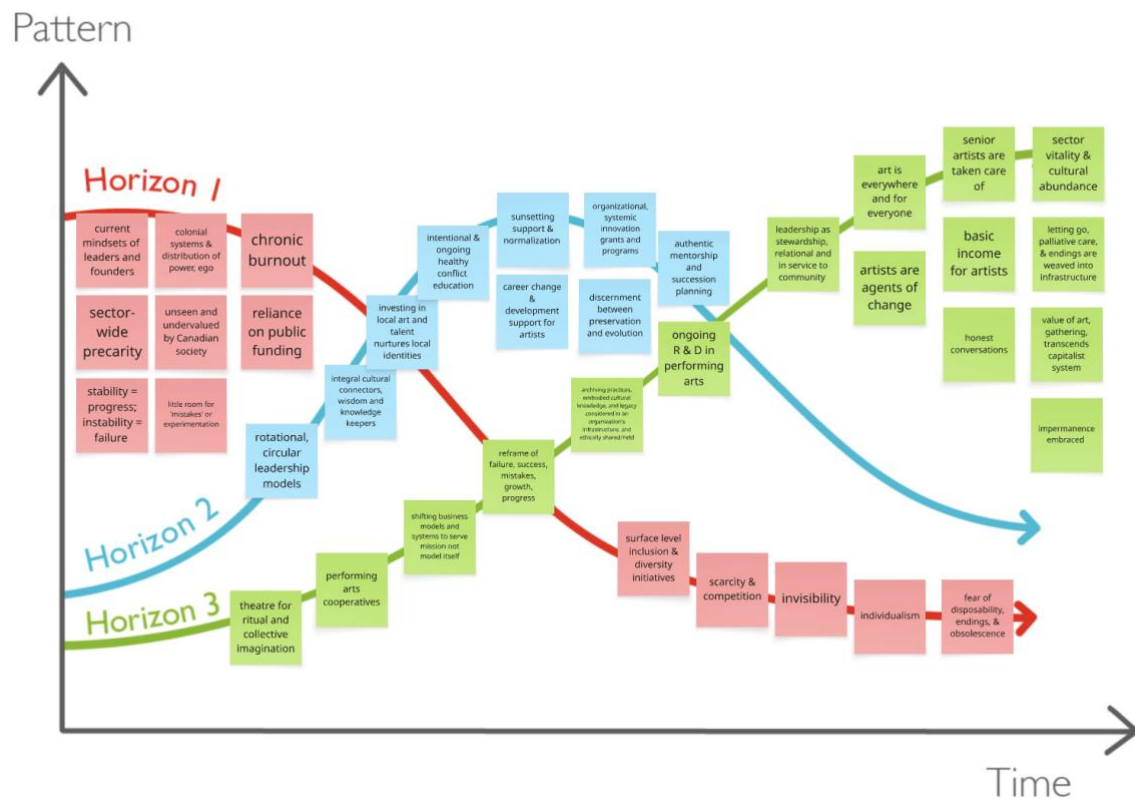 Pattern
Horizon 1
current
mindsets of
leaders and
founders
colonial
systems &
distribution of
power, ego
chronic
burnout
sector-
wide
precarity
unseen and
undervalued
by Canadian
society
reliance
on public
funding
stability =
progress;
instability =
failure
little room for
'mistakes' or
experimentation
Horizon 2
rotational,
circular
leadership
models
integral cultural
connectors,
wisdom and
knowledge
keepers
investing in
local art and
talent
nurtures local
identities
intentional &
ongoing
healthy
conflict
education
sunsetting
support &
normalization
organizational,
systemic
innovation
grants and
programs
career change
&
development
support for
artists
discernment
between
preservation
and evolution
authentic
mentorship
and
succession
planning
Horizon 3
theatre for
ritual and
collective
imagination
performing
arts
cooperatives
shifting business
models and
systems to serve
mission not
model itself
reframe of
failure, success,
mistakes,
growth,
progress
archiving practices,
embodied cultural
knowledge, and legacy
considered in an
organization's
infrastructure, and
ethically shared/held
ongoing
R & D in
performing
arts
leadership as
stewardship,
relational and
in service to
community
art is
everywhere
and for
everyone
artists are
agents of
change
senior
artists are
taken care
of
sector
vitality &
cultural
abundance
basic
income
for artists
letting go,
palliative care,
& endings are
weaved into
infrastructure
honest
conversations
value of art,
gathering,
transcends
capitalist
system
impermanence
embraced
surface level
inclusion &
diversity
initiatives
scarcity &
competition
invisibility
individualism
fear of
disposability,
endings, &
obsolescence
Time